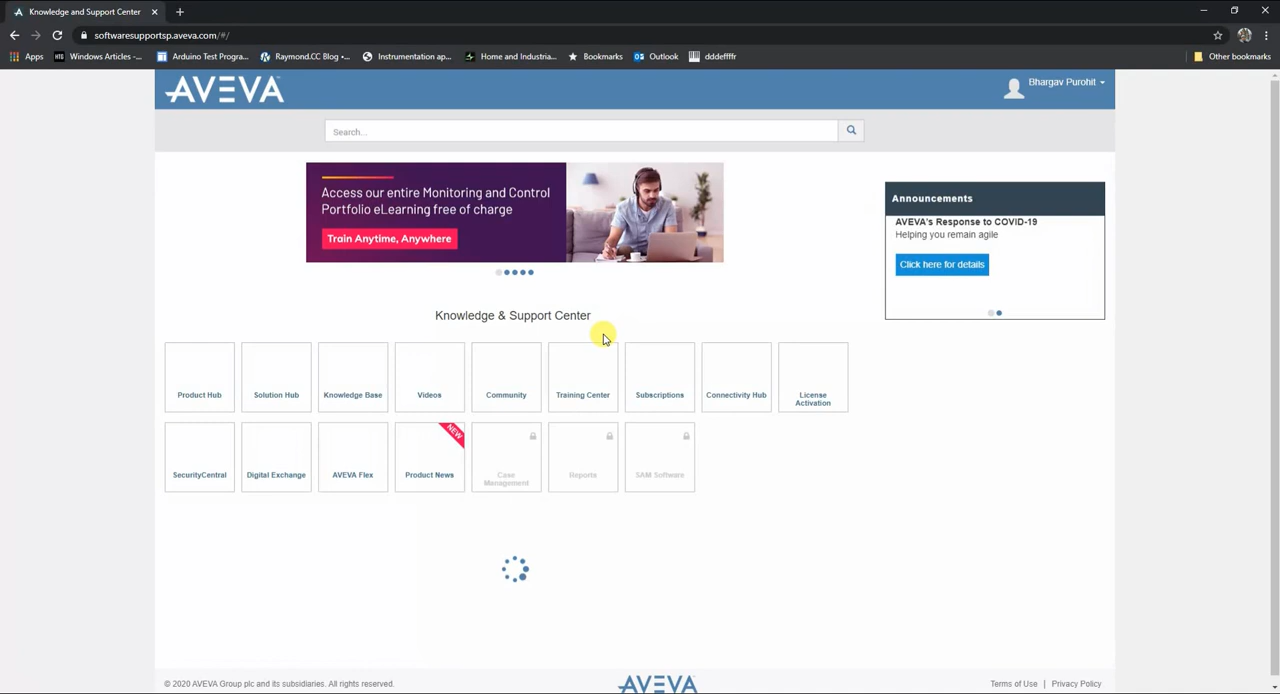 Knowledge and Support Center
softwaresupportsp.aveva.com/#/
Apps
Windows Articles -...
Arduino Test Progra...
Raymond.CC Blog •...
Instrumentation ap...
Home and Industria...
Bookmarks
Outlook
dddeffffr
Other bookmarks
AVEVA
Bhargav Purohit
Search...
Access our entire Monitoring and Control
Portfolio eLearning free of charge
Train Anytime, Anywhere
Announcements
AVEVA's Response to COVID-19
Helping you remain agile
Click here for details
Knowledge & Support Center
Product Hub
Solution Hub
Knowledge Base
Videos
Community
Training Center
Subscriptions
Connectivity Hub
License
Activation
SecurityCentral
Digital Exchange
AVEVA Flex
NEW
Product News
Case
Management
Reports
SAM Software
© 2020 AVEVA Group plc and its subsidiaries. All rights reserved.
AVEVA
Terms of Use | Privacy Policy